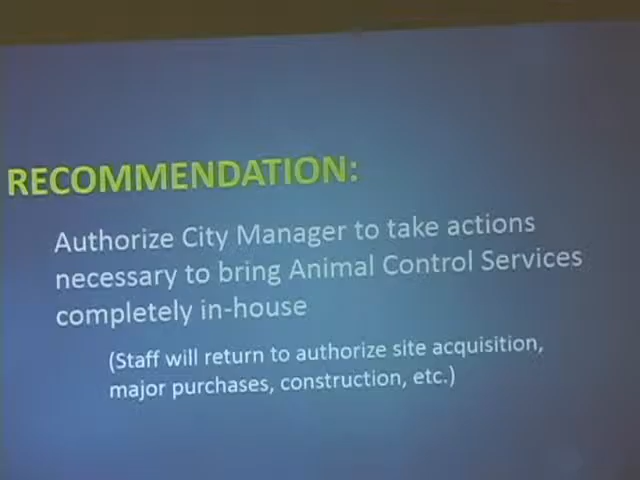 RECOMMENDATION:
Authorize City Manager to take actions
necessary to bring Animal Control Services
completely in-house
(Staff will return to authorize site acquisition,
major purchases, construction, etc.)